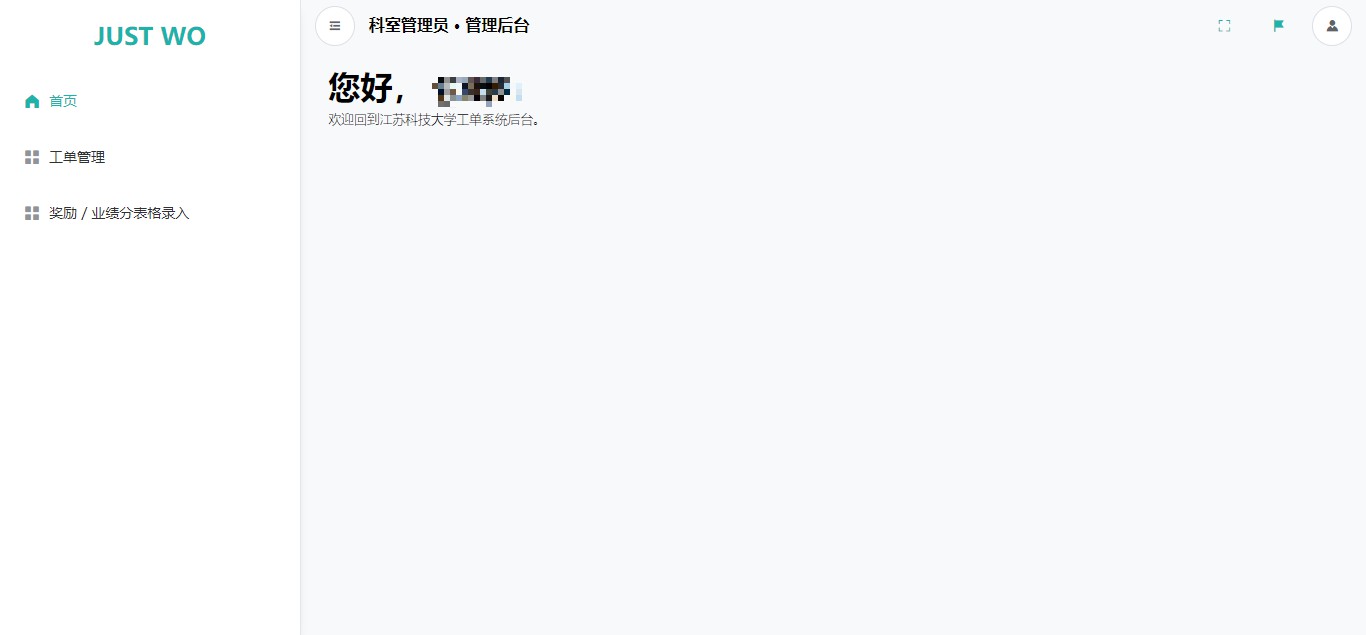 JUST WO
首页
工单管理
奖励 / 业绩分表格录入
科室管理员 • 管理后台
您好，
欢迎回到江苏科技大学工单系统后台。